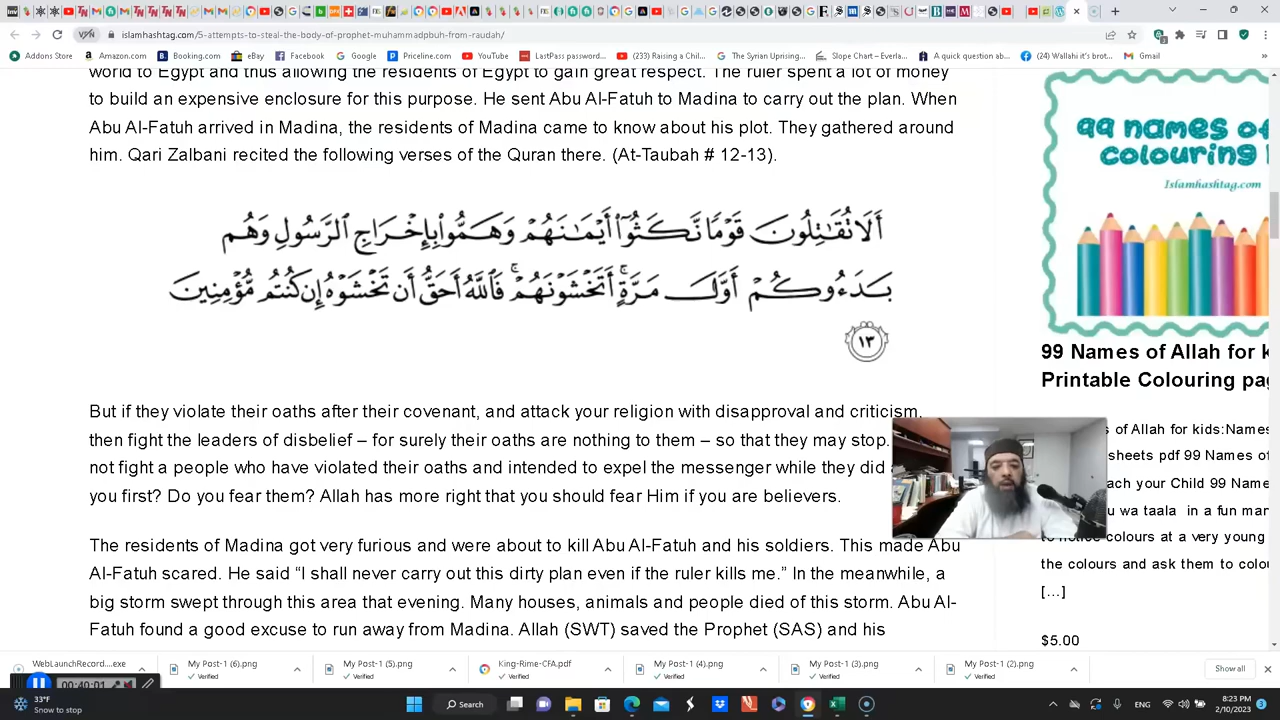 islamhashtag.com/5-attempts-to-steal-the-body-of-prophet-muhammadpbuh-from-raudah/
Addons Store
Amazon.com
Booking.com
eBay
Facebook
Google
YouTube
Priceline.com
LastPass password...
(233) Raising a Chil...
The Syrian Uprising...
Slope Chart – Everla...
A quick question ab...
(24) Wallahi it's brot...
Gmail
world to Egypt and thus allowing the residents of Egypt to gain great respect. The ruler spent a lot of money
to build an expensive enclosure for this purpose. He sent Abu Al-Fatuh to Madina to carry out the plan. When
Abu Al-Fatuh arrived in Madina, the residents of Madina came to know about his plot. They gathered around
him. Qari Zalbani recited the following verses of the Quran there. (At-Taubah # 12-13).
أَلَا تُقَٰتِلُونَ قَوْمًا نَّكَثُوٓا۟ أَيْمَٰنَهُمْ وَهَمُّوا۟ بِإِخْرَاجِ ٱلرَّسُولِ وَهُم
بَدَءُوكُمْ أَوَّلَ مَرَّةٍ ۚ أَتَخْشَوْنَهُمْ ۚ فَٱللَّهُ أَحَقُّ أَن تَخْشَوْهُ إِن كُنتُم مُّؤْمِنِينَ
١٣
But if they violate their oaths after their covenant, and attack your religion with disapproval and criticism,
then fight the leaders of disbelief – for surely their oaths are nothing to them – so that they may stop.
not fight a people who have violated their oaths and intended to expel the messenger while they did
you first? Do you fear them? Allah has more right that you should fear Him if you are believers.
The residents of Madina got very furious and were about to kill Abu Al-Fatuh and his soldiers. This made Abu
Al-Fatuh scared. He said “I shall never carry out this dirty plan even if the ruler kills me.” In the meanwhile, a
big storm swept through this area that evening. Many houses, animals and people died of this storm. Abu Al-
Fatuh found a good excuse to run away from Madina. Allah (SWT) saved the Prophet (SAS) and his
99 names of
colouring
Islamhashtag.com
99 Names of Allah for k
Printable Colouring pag
s of Allah for kids:Names
sheets pdf 99 Names of
each your Child 99 Name
u wa taala in a fun man
to notice colours at a very young
the colours and ask them to colou
[…]
$5.00
WebLaunchRecord....exe
My Post-1 (6).png
Verified
My Post-1 (5).png
Verified
King-Rime-CFA.pdf
Verified
My Post-1 (4).png
Verified
My Post-1 (3).png
Verified
My Post-1 (2).png
Verified
Show all
00:40:01
33°F
Snow to stop
Search
ENG
8:23 PM
2/10/2023